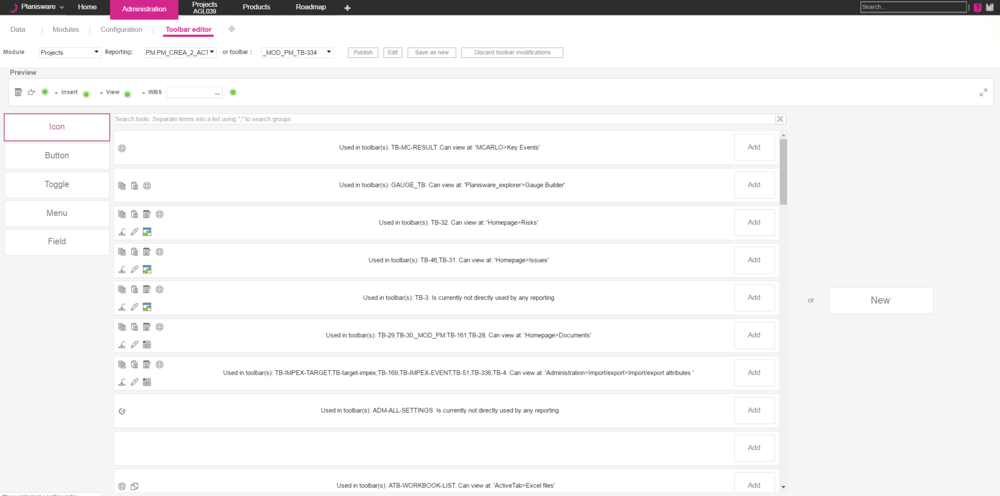 Planisware Home Administration Projects AGL039 Products Roadmap Search...
Data | Modules | Configuration | Toolbar editor
Module Projects Reporting: PM.PM_CREA_2_ACT or toolbar : _MOD_PM_TB-334 Publish Edit Save as new Discard toolbar modifications
Preview
Insert View WBS ...
Icon
Button
Toggle
Menu
Field
Search tools. Separate terms into a list using "," to search groups
Used in toolbar(s): TB-MC-RESULT. Can view at: 'MCARLO>Key Events' Add
Used in toolbar(s): GAUGE_TB. Can view at: 'Planisware_explorer>Gauge Builder' Add
Used in toolbar(s): TB-32. Can view at: 'Homepage>Risks' Add
Used in toolbar(s): TB-46,TB-31. Can view at: 'Homepage>Issues' Add
Used in toolbar(s): TB-3. Is currently not directly used by any reporting Add
Used in toolbar(s): TB-29,TB-30,_MOD_PM:TB-161,TB-28. Can view at: 'Homepage>Documents' Add
Used in toolbar(s): TB-IMPEX-TARGET,TB-target-impex,TB-169,TB-IMPEX-EVENT,TB-51,TB-336,TB-4. Can view at: 'Administration>Import/export>Import/export attributes ' Add
Used in toolbar(s): ADM-ALL-SETTINGS. Is currently not directly used by any reporting Add
Add
Used in toolbar(s): ATB-WORKBOOK-LIST. Can view at: 'ActiveTab>Excel files' Add
or New